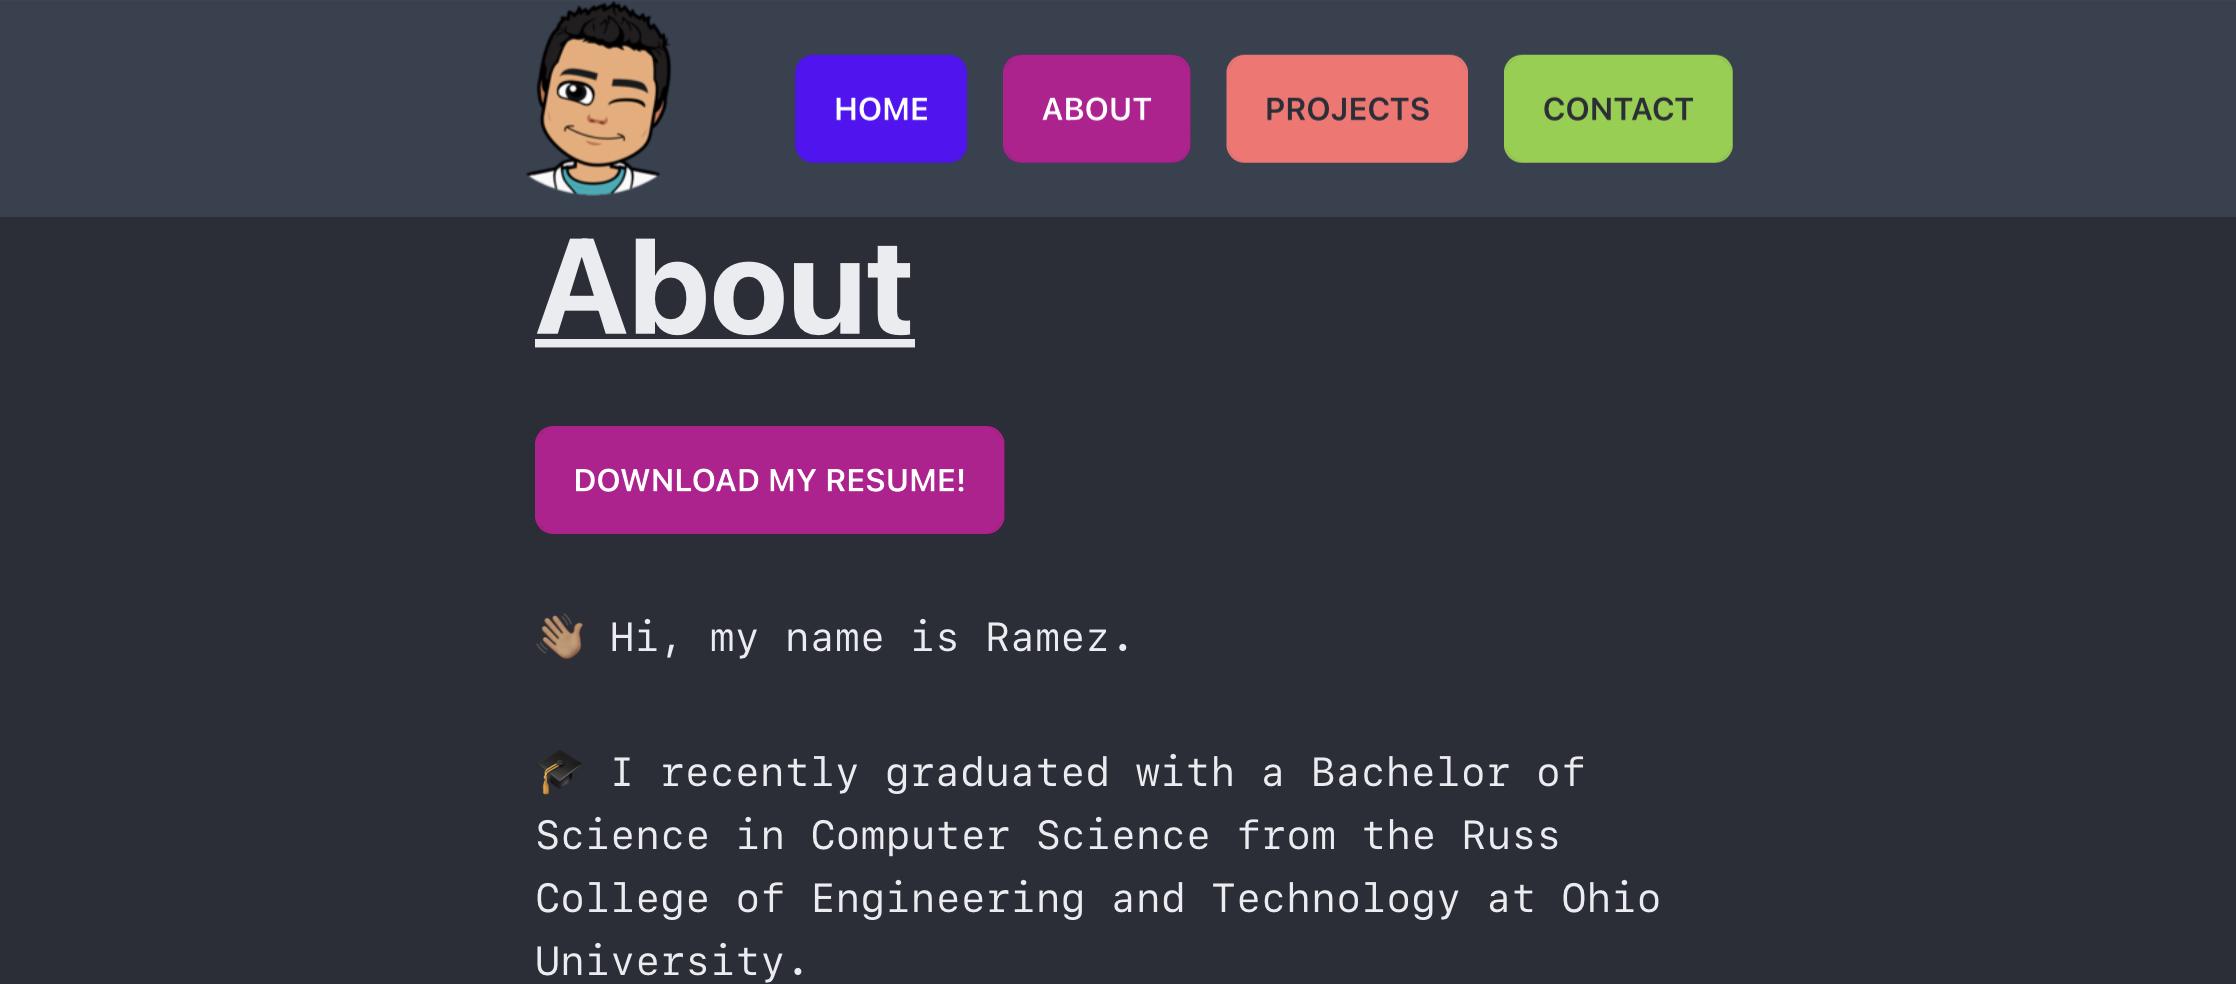 HOME ABOUT PROJECTS CONTACT
About
DOWNLOAD MY RESUME!
👋🏽 Hi, my name is Ramez.
🎓 I recently graduated with a Bachelor of
Science in Computer Science from the Russ
College of Engineering and Technology at Ohio
University.